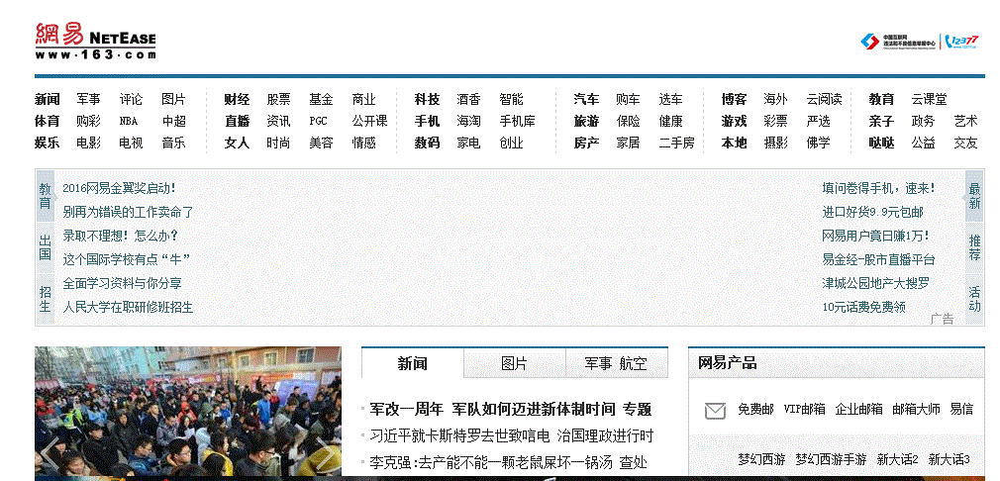 網易 NETEASE
www.163.com
中国互联网
违法和不良信息举报中心
12377
新闻 军事 评论 图片 财经 股票 基金 商业 科技 酒香 智能 汽车 购车 选车 博客 海外 云阅读 教育 云课堂
体育 购彩 NBA 中超 直播 资讯 PGC 公开课 手机 海淘 手机库 旅游 保险 健康 游戏 彩票 严选 亲子 政务 艺术
娱乐 电影 电视 音乐 女人 时尚 美容 情感 数码 家电 创业 房产 家居 二手房 本地 摄影 佛学 哒哒 公益 交友
教育
出国
招生
2016网易金翼奖启动!
别再为错误的工作卖命了
录取不理想! 怎么办?
这个国际学校有点“牛”
全面学习资料与你分享
人民大学在职研修班招生
填问卷得手机，速来!
进口好货9.9元包邮
网易用户竟日赚1万!
易金经-股市直播平台
津城公园地产大搜罗
10元话费免费领
广告
最新
推荐
活动
新闻 图片 军事 航空
军改一周年 军队如何迈进新体制时间 专题
习近平就卡斯特罗去世致唁电 治国理政进行时
李克强:去产能不能一颗老鼠屎坏一锅汤 查处
网易产品
免费邮 VIP邮箱 企业邮箱 邮箱大师 易信
梦幻西游 梦幻西游手游 新大话2 新大话3